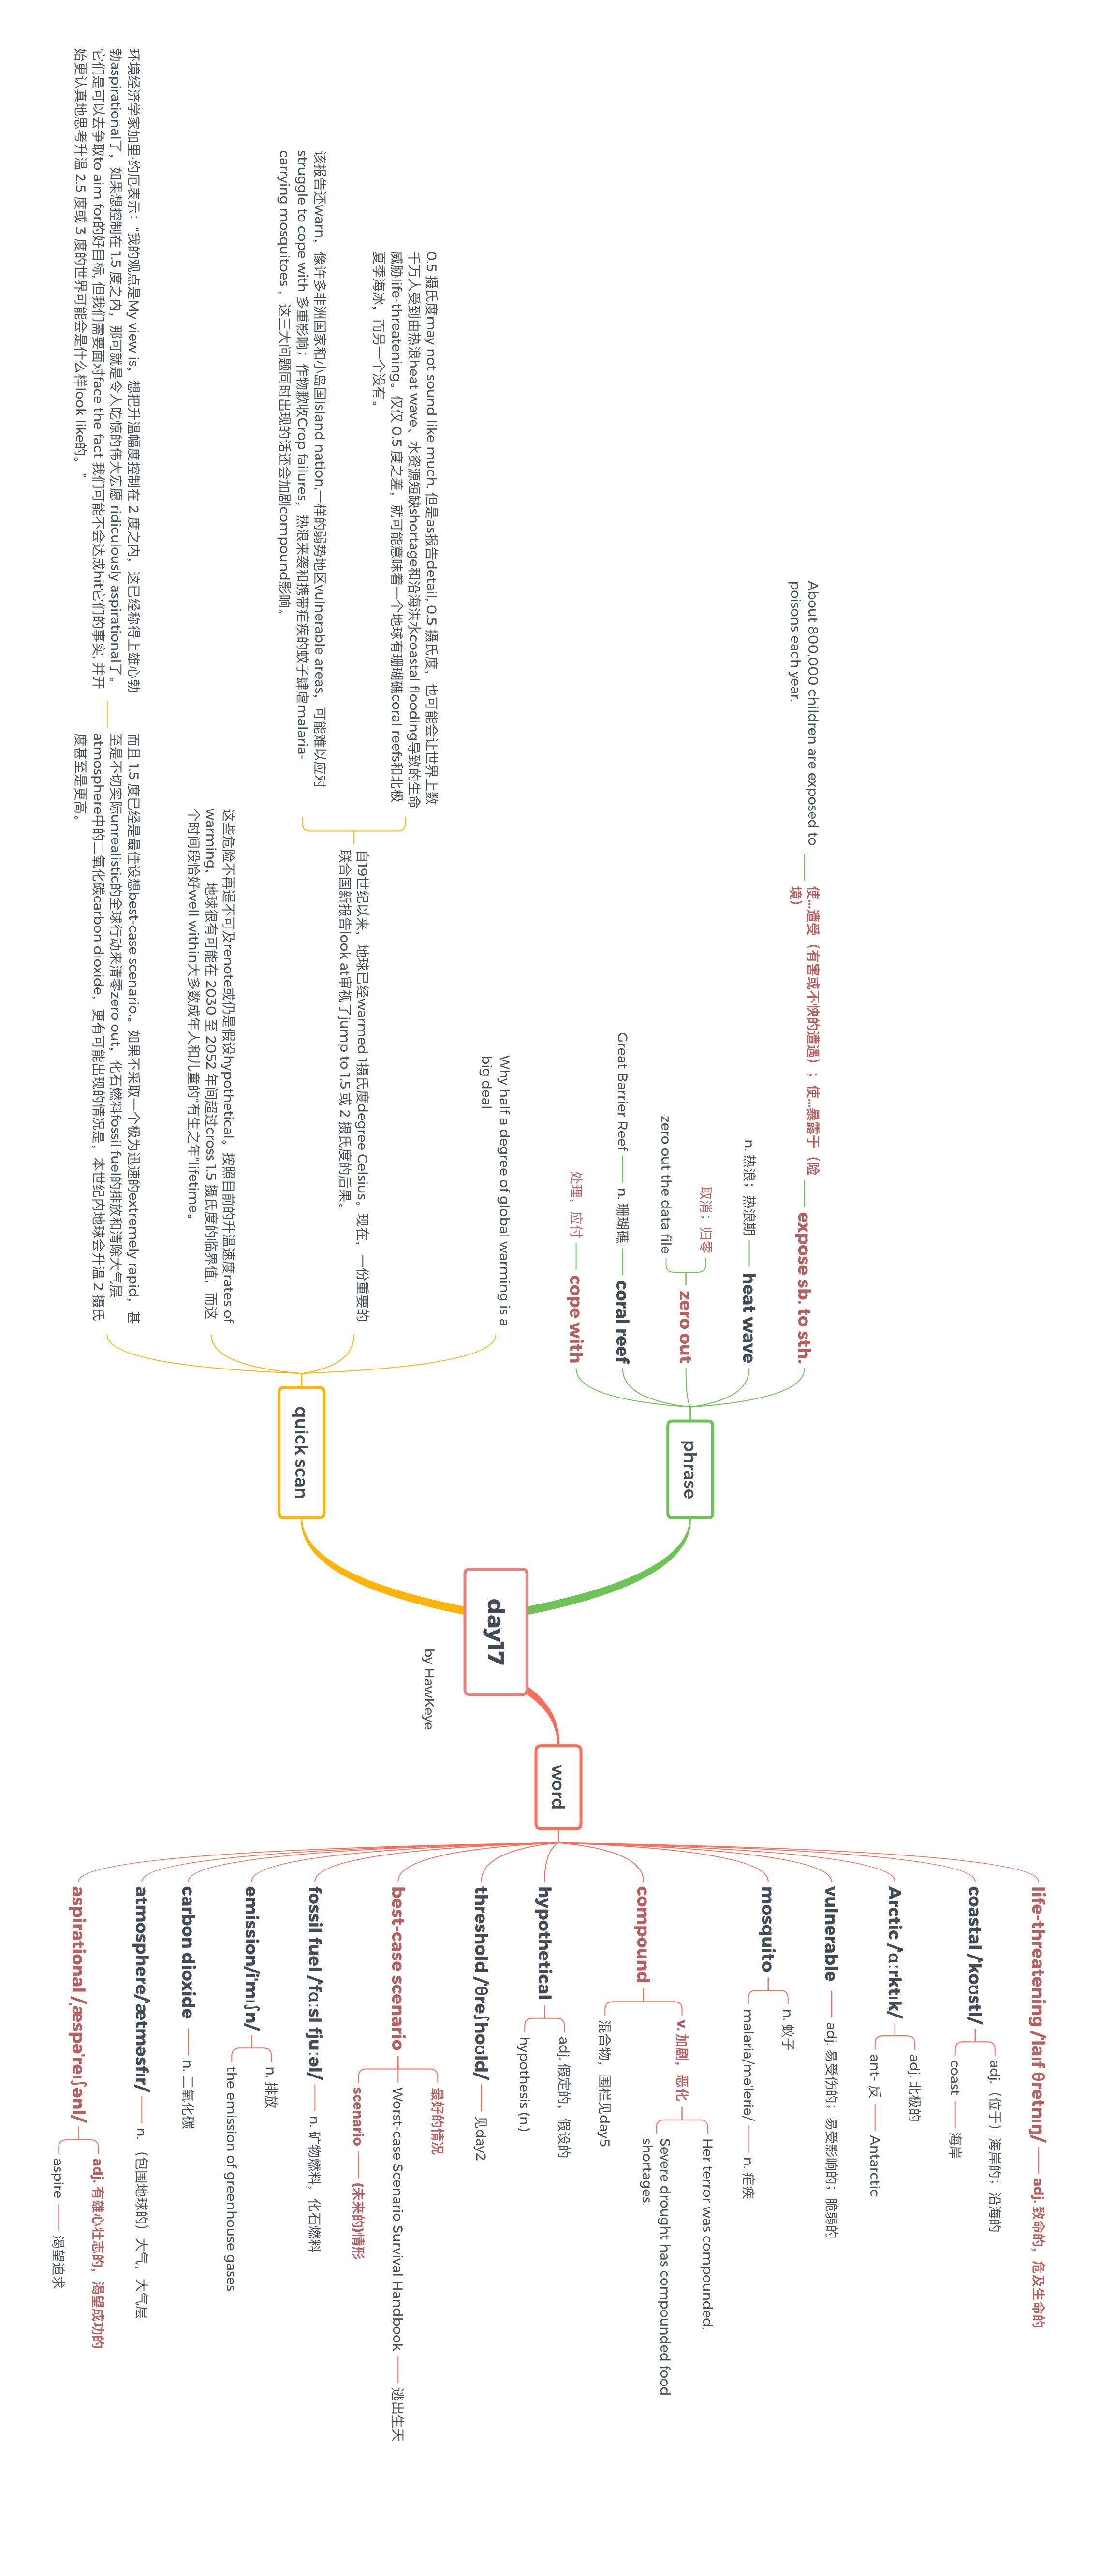 day17
by HawKeye
word
life-threatening /ˈlaɪf θretnɪŋ/
adj. 致命的，危及生命的
coastal /ˈkoʊstl/
adj.（位于）海岸的；沿海的
coast
海岸
Arctic /ˈɑːrktɪk/
adj. 北极的
ant- 反
Antarctic
vulnerable
adj. 易受伤的；易受影响的；脆弱的
mosquito
n. 蚊子
malaria/məˈleriə/
n. 疟疾
compound
v. 加剧，恶化
Her terror was compounded.
Severe drought has compounded food
shortages.
混合物，围栏见day5
hypothetical
adj. 假定的，假设的
hypothesis (n.)
threshold /ˈθreʃhoʊld/
见day2
best-case scenario
最好的情况
Worst-case Scenario Survival Handbook
逃出生天
scenario
(未来的)情形
fossil fuel /ˈfɑːsl fjuːəl/
n. 矿物燃料，化石燃料
emission/iˈmɪʃn/
n. 排放
the emission of greenhouse gases
carbon dioxide
n. 二氧化碳
atmosphere/ˈætməsfɪr/
n. （包围地球的）大气，大气层
aspirational /ˌæspəˈreɪʃənl/
adj. 有雄心壮志的，渴望成功的
aspire
渴望追求
phrase
expose sb. to sth.
使...遭受（有害或不快的遭遇）；使...暴露于（险
境）
About 800,000 children are exposed to
poisons each year.
heat wave
n. 热浪；热浪期
zero out
取消；归零
zero out the data file
coral reef
n. 珊瑚礁
Great Barrier Reef
cope with
处理，应付
quick scan
Why half a degree of global warming is a
big deal
自19世纪以来，地球已经warmed 1摄氏度degree Celsius。现在，一份重要的
联合国新报告look at审视了jump to 1.5 或 2 摄氏度的后果。
0.5 摄氏度may not sound like much. 但是as报告detail, 0.5 摄氏度，也可能会让世界上数
千万人受到由热浪heat wave、水资源短缺shortage和沿海洪水coastal flooding导致的生命
威胁life-threatening。仅仅 0.5 度之差，就可能意味着一个地球有珊瑚礁coral reefs和北极
夏季海冰，而另一个没有。
该报告还warn，像许多非洲国家和小岛国island nation,一样的弱势地区vulnerable areas，可能难以应对
struggle to cope with 多重影响；作物歉收Crop failures，热浪来袭和携带疟疾的蚊子肆虐malaria-
carrying mosquitoes ，这三大问题同时出现的话还会加剧compound影响。
这些危险不再遥不可及renote或仍是假设hypothetical。按照目前的升温速度rates of
warming，地球很有可能在 2030 至 2052 年间超过cross 1.5 摄氏度的临界值，而这
个时间段恰好well within大多数成年人和儿童的“有生之年”lifetime。
而且 1.5 度已经是最佳设想best-case scenario.。如果不采取一个极为迅速的extremely rapid，甚
至是不切实际unrealistic的全球行动来清零zero out，化石燃料fossil fuel的排放和清除大气层
atmosphere中的二氧化碳carbon dioxide，更有可能出现的情况是，本世纪内地球会升温 2 摄氏
度甚至是更高。
环境经济学家加里·约厄表示：“我的观点是My view is，想把升温幅度控制在 2 度之内，这已经称得上雄心勃
勃aspirational了，如果想控制在 1.5 度之内，那可就是令人吃惊的伟大宏愿 ridiculously aspirational了。
它们是可以去争取to aim for的好目标, 但我们需要面对face the fact 我们可能不会达成hit它们的事实, 并开
始更认真地思考升温 2.5 度或 3 度的世界可能会是什么样look like的。 ”